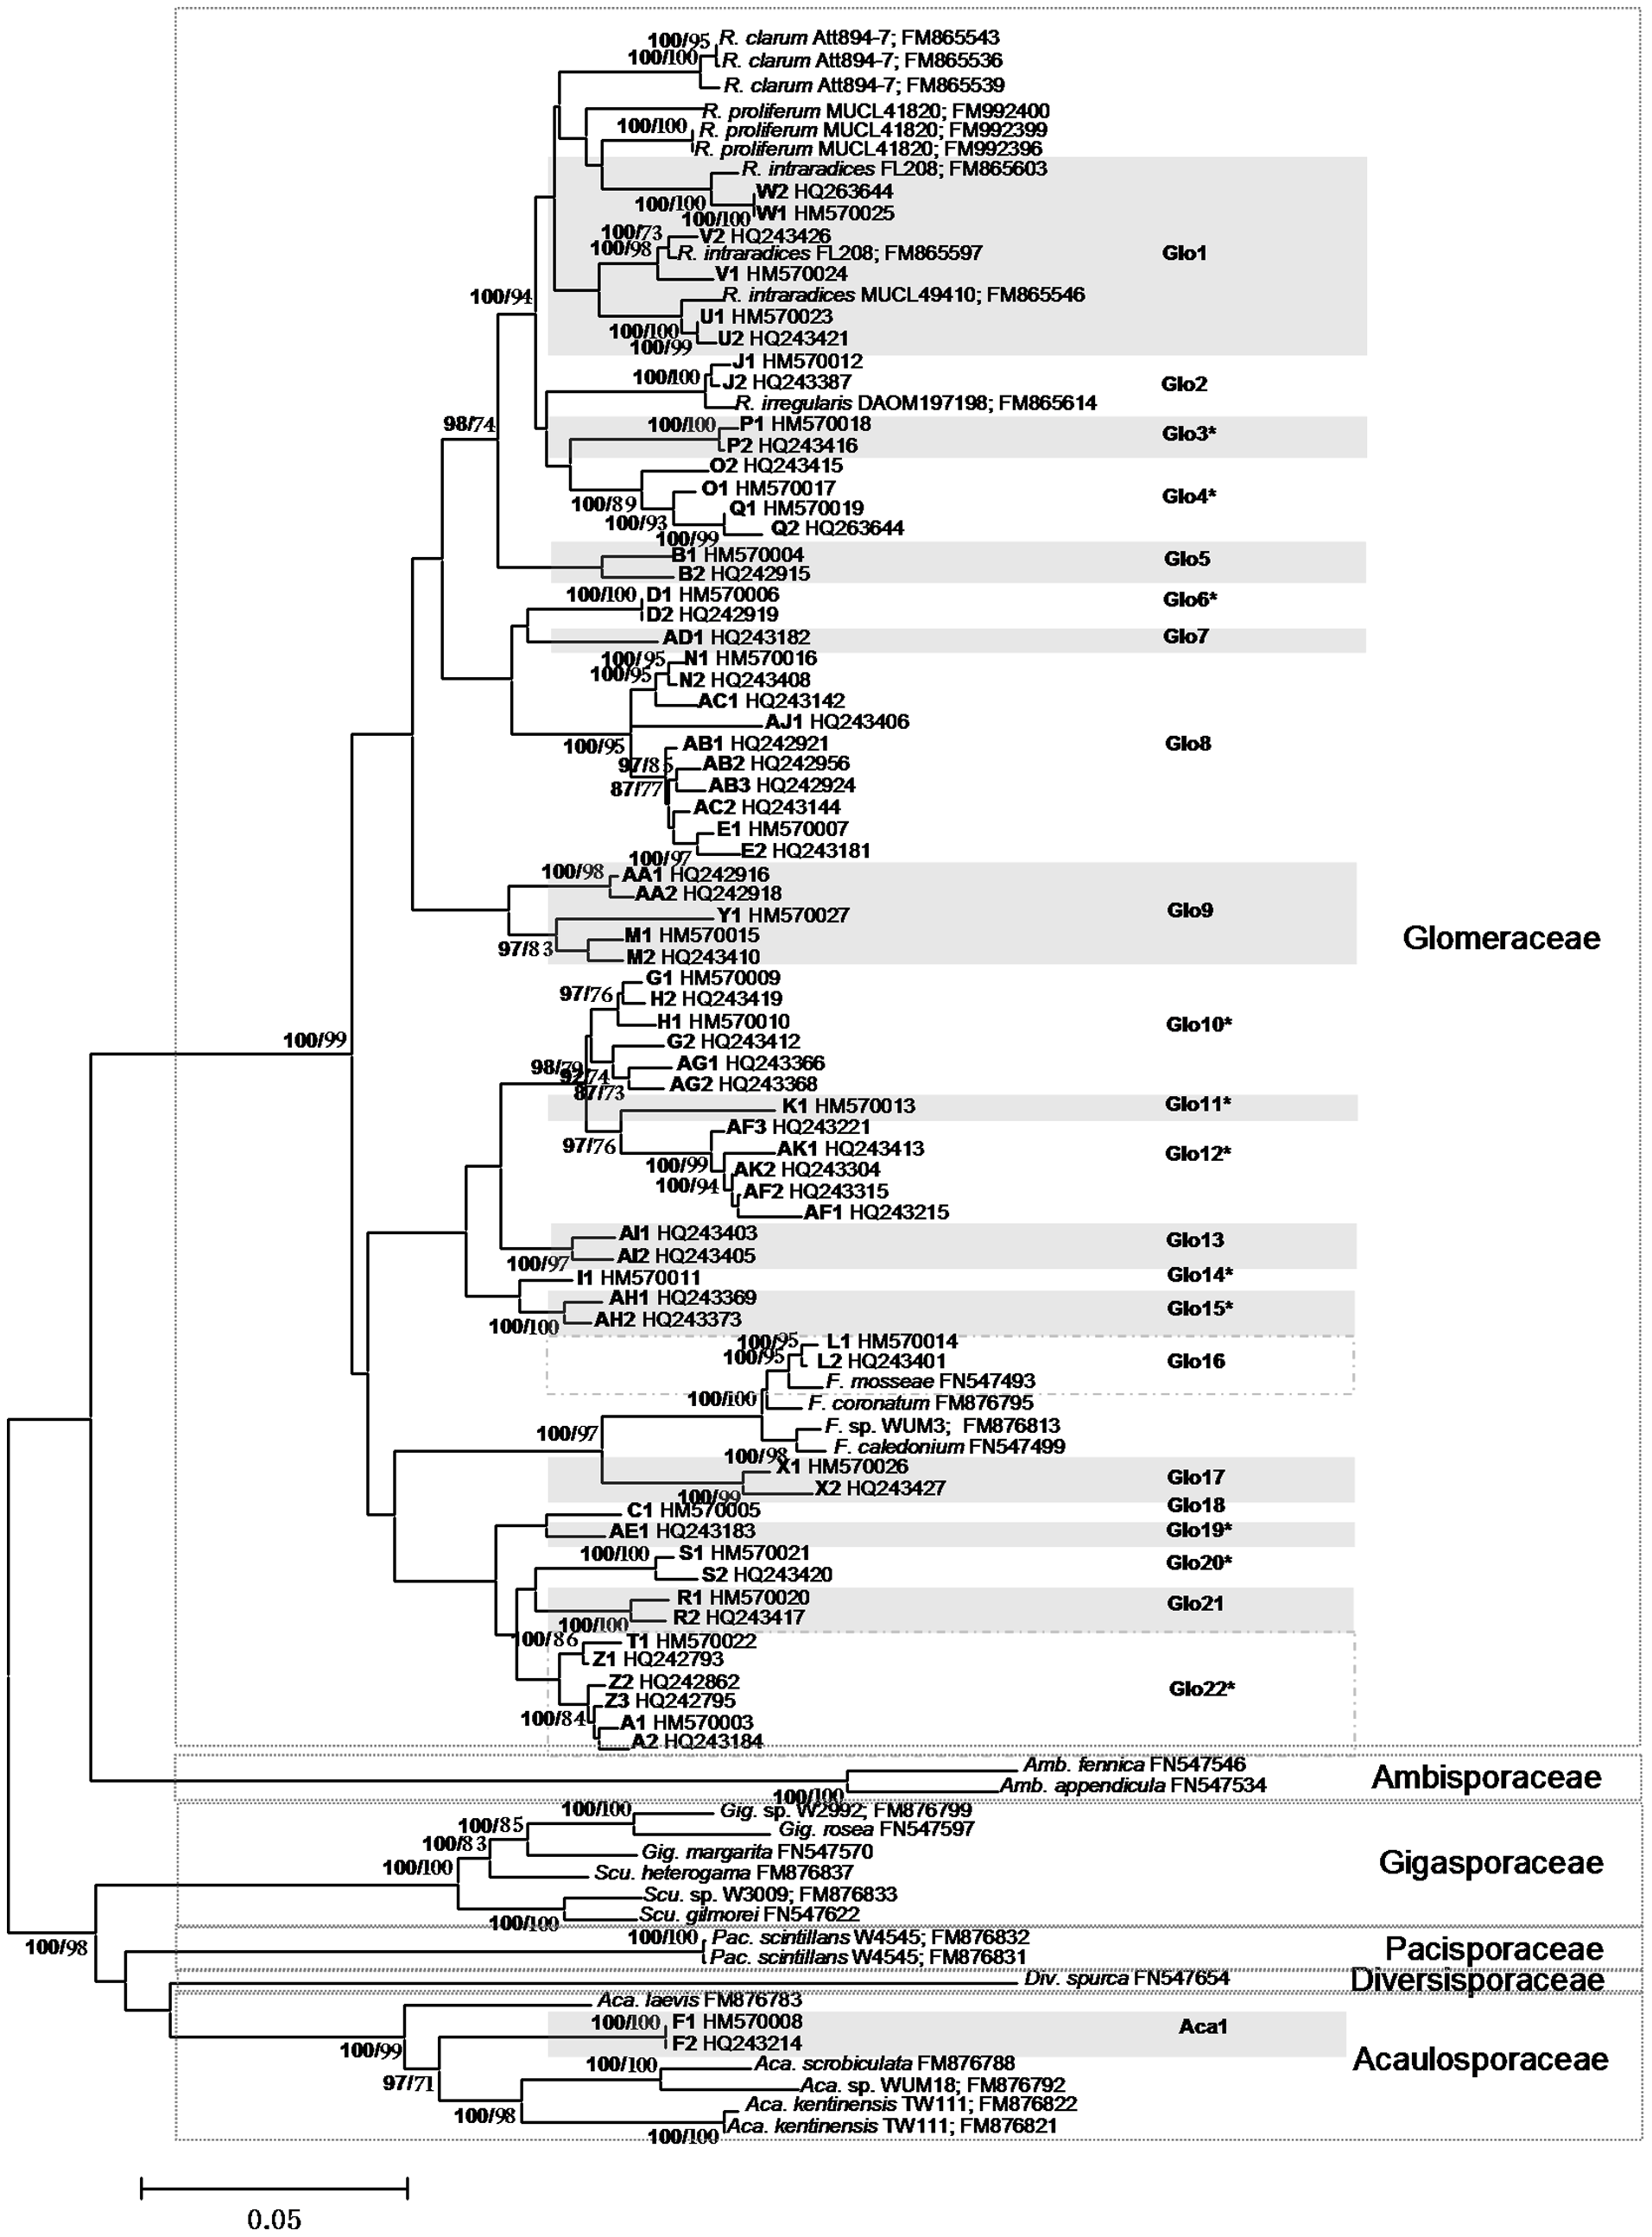 100/95 R. clarum Att894-7; FM865543
100/100 R. clarum Att894-7; FM865536
R. clarum Att894-7; FM865539
R. proliferum MUCL41820; FM992400
100/100 R. proliferum MUCL41820; FM992399
R. proliferum MUCL41820; FM992396
R. intraradices FL208; FM865603
W2 HQ263644
100/100 W1 HM570025
100/100
100/73 V2 HQ243426
100/98 R. intraradices FL208; FM865597 Glo1
V1 HM570024
100/94 R. intraradices MUCL49410; FM865546
U1 HM570023
100/100 U2 HQ243421
100/99
J1 HM570012
100/100 J2 HQ243387 Glo2
R. irregularis DAOM197198; FM865614
98/74 100/100 P1 HM570018 Glo3*
P2 HQ243416
O2 HQ243415
O1 HM570017 Glo4*
100/89 Q1 HM570019
100/93 Q2 HQ263644
100/99
B1 HM570004 Glo5
B2 HQ242915
100/100 D1 HM570006 Glo6*
D2 HQ242919
AD1 HQ243182 Glo7
100/95 N1 HM570016
100/95 N2 HQ243408
AC1 HQ243142
AJ1 HQ243406
100/95 AB1 HQ242921 Glo8
97/85 AB2 HQ242956
87/77 AB3 HQ242924
AC2 HQ243144
E1 HM570007
E2 HQ243181
100/97
100/98 AA1 HQ242916
AA2 HQ242918
Y1 HM570027 Glo9
M1 HM570015 Glomeraceae
97/83 M2 HQ243410
G1 HM570009
97/76 H2 HQ243419
H1 HM570010 Glo10*
100/99 G2 HQ243412
98/79 AG1 HQ243366
92/74 AG2 HQ243368
87/73
K1 HM570013 Glo11*
AF3 HQ243221
97/76 AK1 HQ243413 Glo12*
100/99 AK2 HQ243304
100/94 AF2 HQ243315
AF1 HQ243215
AI1 HQ243403 Glo13
AI2 HQ243405
100/97
I1 HM570011 Glo14*
AH1 HQ243369 Glo15*
AH2 HQ243373
100/100
100/95 L1 HM570014
100/95 L2 HQ243401 Glo16
F. mosseae FN547493
100/100 F. coronatum FM876795
100/97 F. sp. WUM3; FM876813
F. caledonium FN547499
100/98
X1 HM570026 Glo17
X2 HQ243427
100/99
C1 HM570005 Glo18
AE1 HQ243183 Glo19*
100/100 S1 HM570021 Glo20*
S2 HQ243420
R1 HM570020 Glo21
R2 HQ243417
100/100
100/86 T1 HM570022
Z1 HQ242793
Z2 HQ242862 Glo22*
Z3 HQ242795
100/84 A1 HM570003
A2 HQ243184
Amb. fennica FN547546
Amb. appendicula FN547534 Ambisporaceae
100/100
100/100 Gig. sp. W2992; FM876799
100/85 Gig. rosea FN547597
100/83 Gig. margarita FN547570
100/100 Scu. heterogama FM876837 Gigasporaceae
Scu. sp. W3009; FM876833
Scu. gilmorei FN547622
100/100
100/98 100/100 Pac. scintillans W4545; FM876832
Pac. scintillans W4545; FM876831 Pacisporaceae
Div. spurca FN547654 Diversisporaceae
Aca. laevis FM876783
100/100 F1 HM570008 Aca1
F2 HQ243214
100/99 Acaulosporaceae
100/100 Aca. scrobiculata FM876788
97/71 Aca. sp. WUM18; FM876792
Aca. kentinensis TW111; FM876822
100/98 Aca. kentinensis TW111; FM876821
100/100
0.05